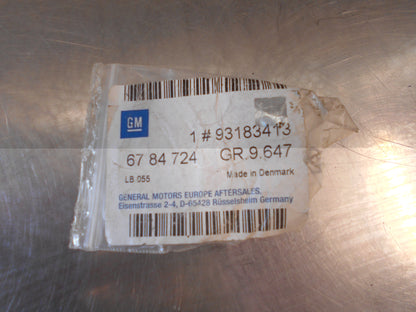 GM
1 # 93183413
67 84 724 GR.9.647
LB 055 Made in Denmark
GENERAL MOTORS EUROPE AFTERSALES.
Eisenstrasse 2-4, D-65428 Rüsselsheim Germany